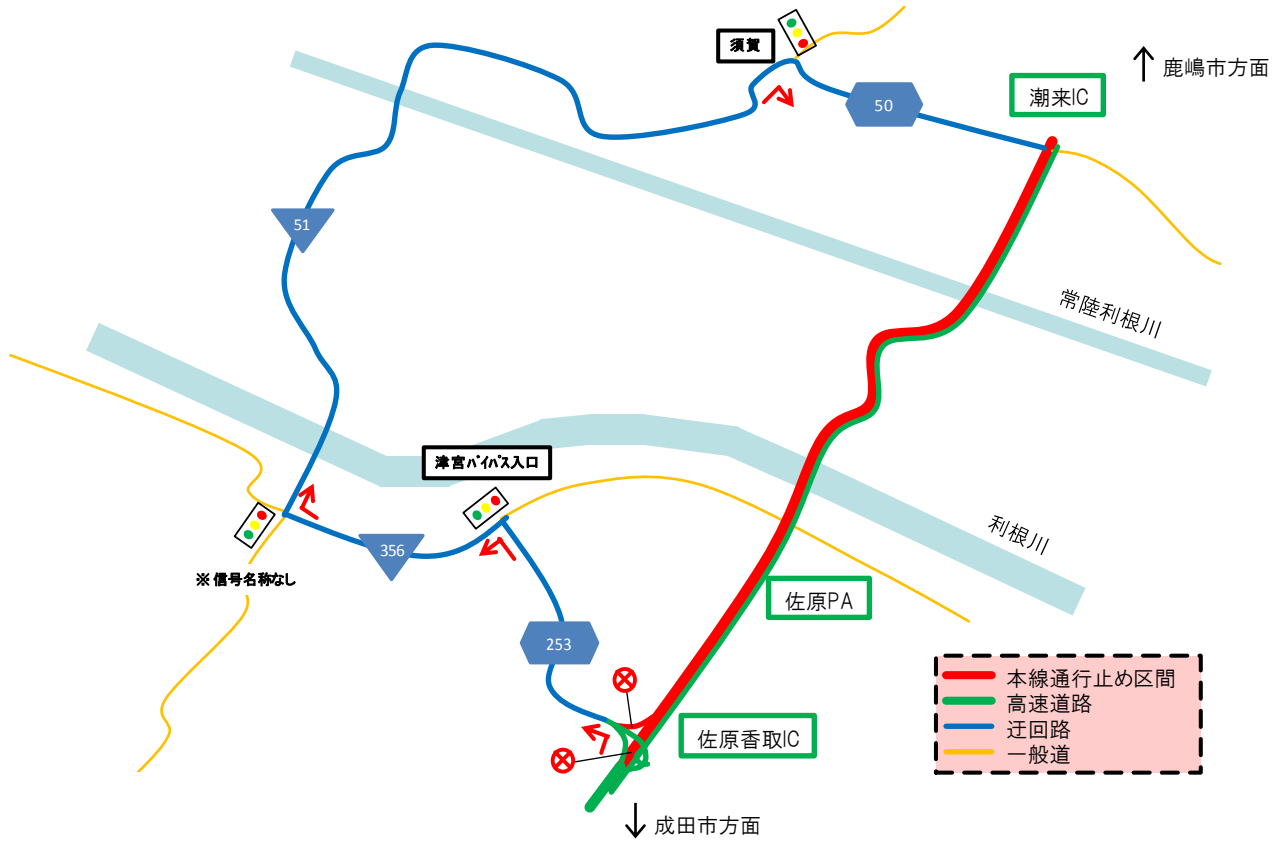 須賀
鹿嶋市方面
潮来IC
50
51
常陸利根川
津宮バイパス入口
利根川
356
※信号名称なし
佐原PA
253
佐原香取IC
本線通行止め区間
高速道路
迂回路
一般道
成田市方面